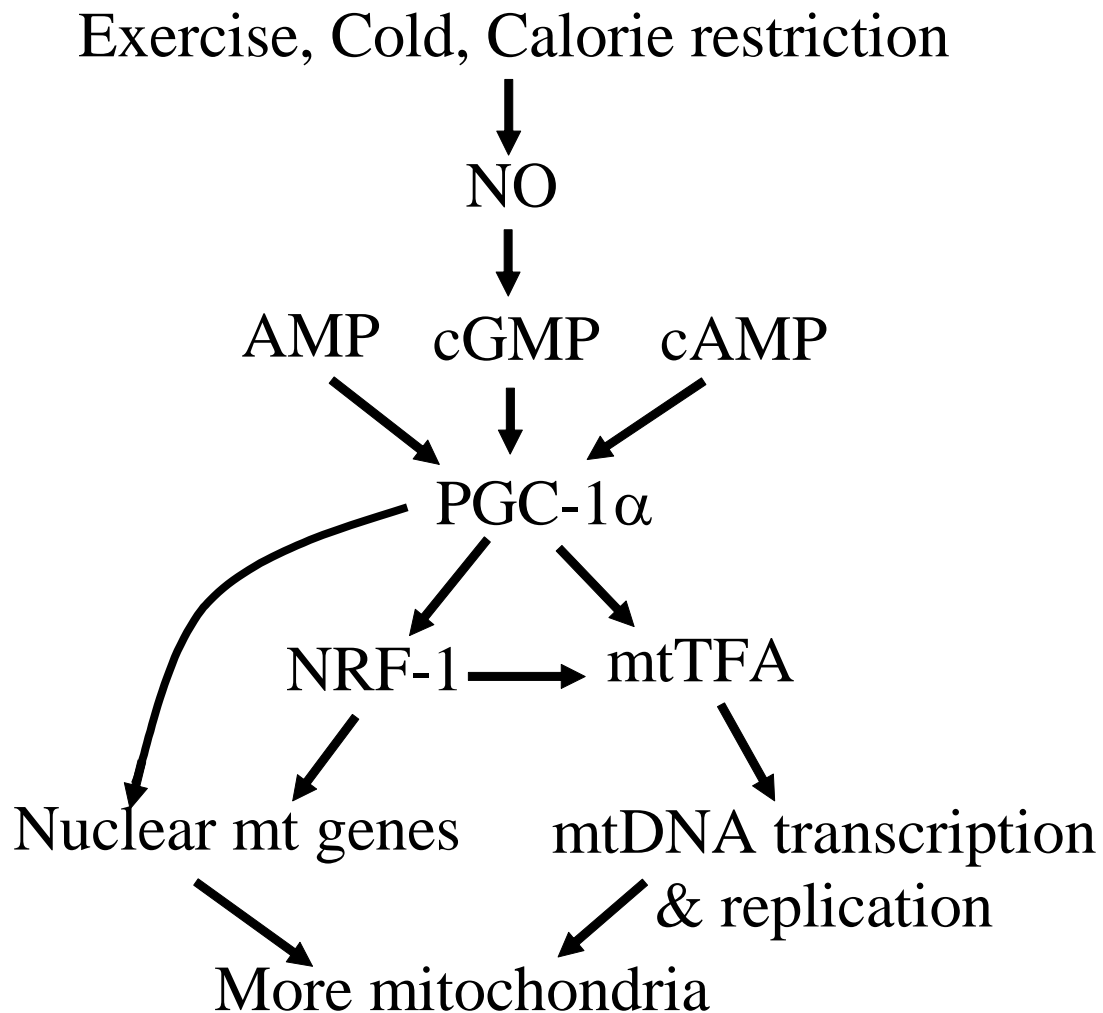 Exercise, Cold, Calorie restriction
NO
AMP cGMP cAMP
PGC-1α
NRF-1 mtTFA
Nuclear mt genes mtDNA transcription
& replication
More mitochondria